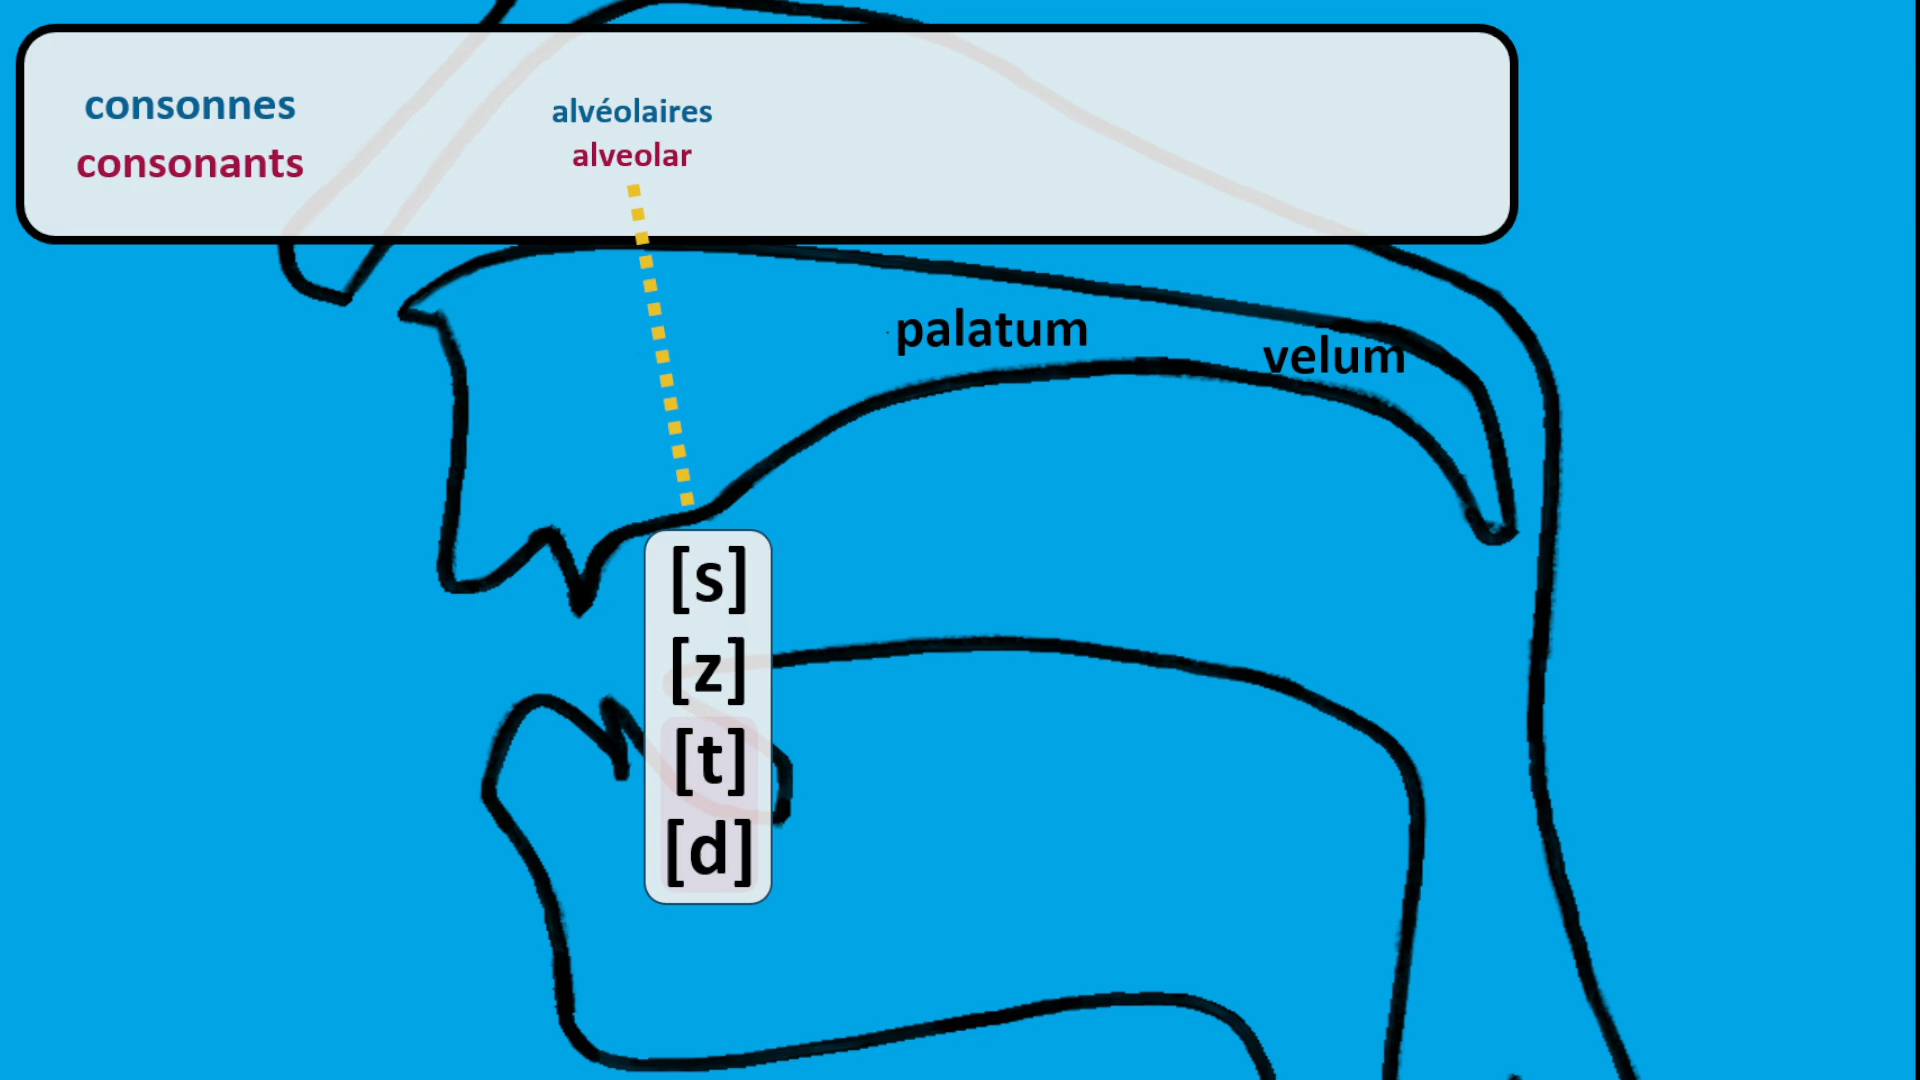 consonnes
consonants
alvéolaires
alveolar
palatum
velum
[s]
[z]
[t]
[d]